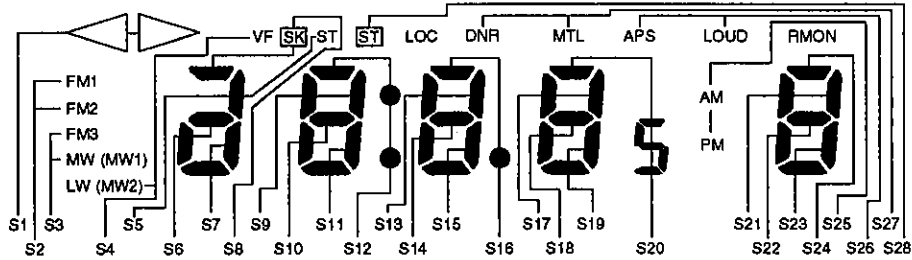 VF SK ST ST LOC DNR MTL APS LOUD RMON
FM1
FM2
FM3
MW (MW1)
LW (MW2)
AM
PM
S1 S3 S5 S7 S9 S11 S13 S15 S17 S19 S21 S23 S25 S27
S2 S4 S6 S8 S10 S12 S14 S16 S18 S20 S22 S24 S26 S28